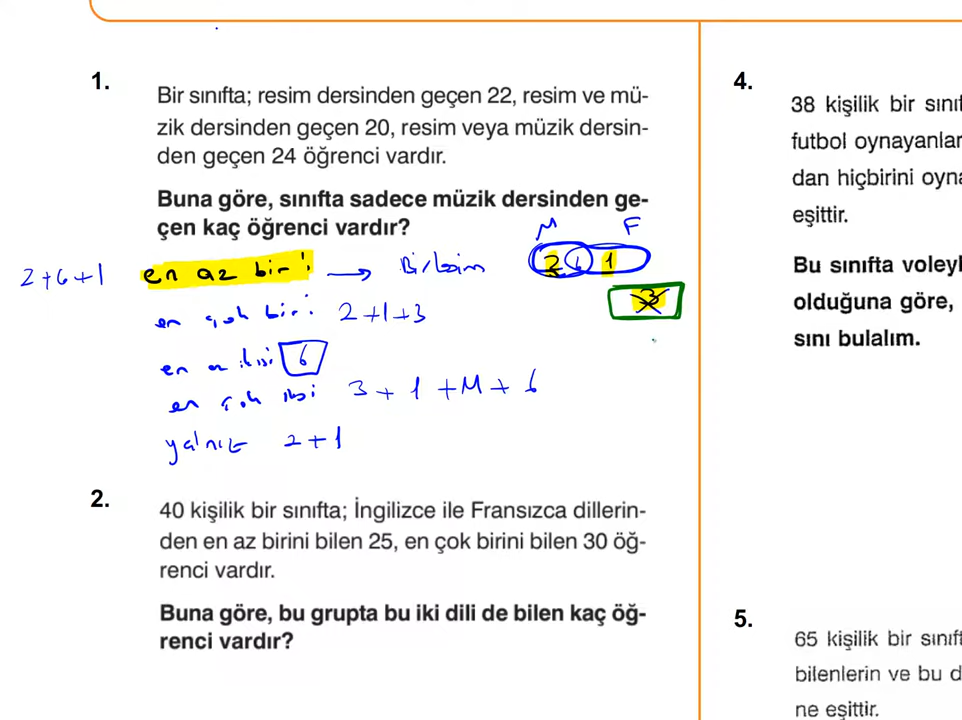 1.
Bir sınıfta; resim dersinden geçen 22, resim ve mü-
zik dersinden geçen 20, resim veya müzik dersin-
den geçen 24 öğrenci vardır.
Buna göre, sınıfta sadece müzik dersinden ge-
çen kaç öğrenci vardır?
M F
2+6+1 en az biri → Birleşim 2 6 1
3
en çok biri 2+1+3
en az ikisi 6
en çok ikisi 3 + 1 + M + 6
yalnız 2+1
2.
40 kişilik bir sınıfta; İngilizce ile Fransızca dillerin-
den en az birini bilen 25, en çok birini bilen 30 öğ-
renci vardır.
Buna göre, bu grupta bu iki dili de bilen kaç öğ-
renci vardır?
4.
38 kişilik bir sınıf
futbol oynayanlar
dan hiçbirini oyna
eşittir.
Bu sınıfta voleyl
olduğuna göre,
sını bulalım.
5.
65 kişilik bir sınıf
bilenlerin ve bu d
ne eşittir.